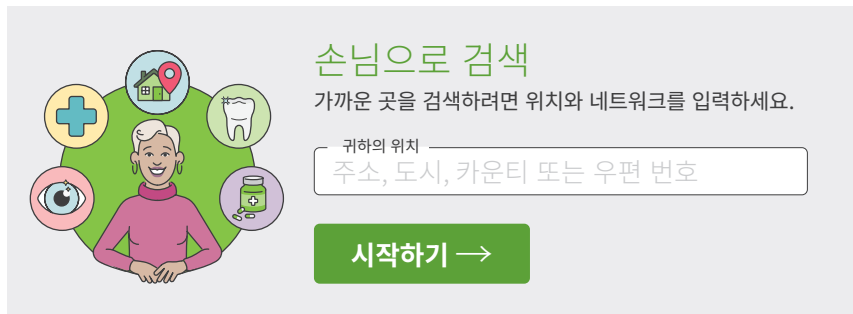 손님으로 검색
가까운 곳을 검색하려면 위치와 네트워크를 입력하세요.
귀하의 위치
주소, 도시, 카운티 또는 우편 번호
시작하기 →